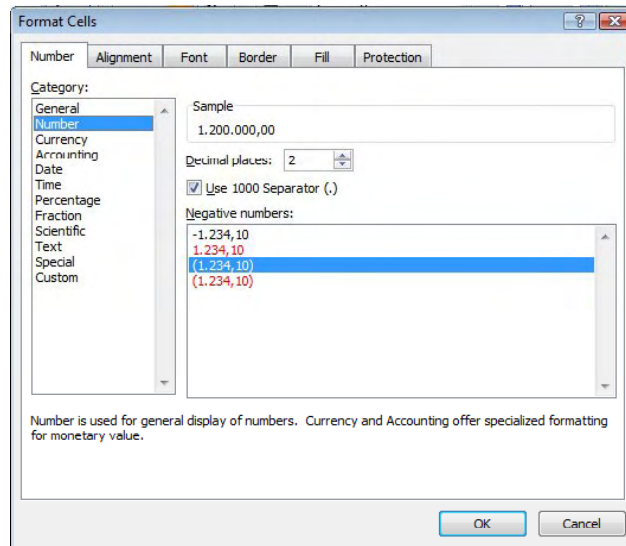 Format Cells
Number Alignment Font Border Fill Protection
Category:
General
Number
Currency
Accounting
Date
Time
Percentage
Fraction
Scientific
Text
Special
Custom
Sample
1.200.000,00
Decimal places: 2
Use 1000 Separator (.)
Negative numbers:
-1.234,10
1.234,10
(1.234,10)
(1.234,10)
Number is used for general display of numbers. Currency and Accounting offer specialized formatting
for monetary value.
OK Cancel